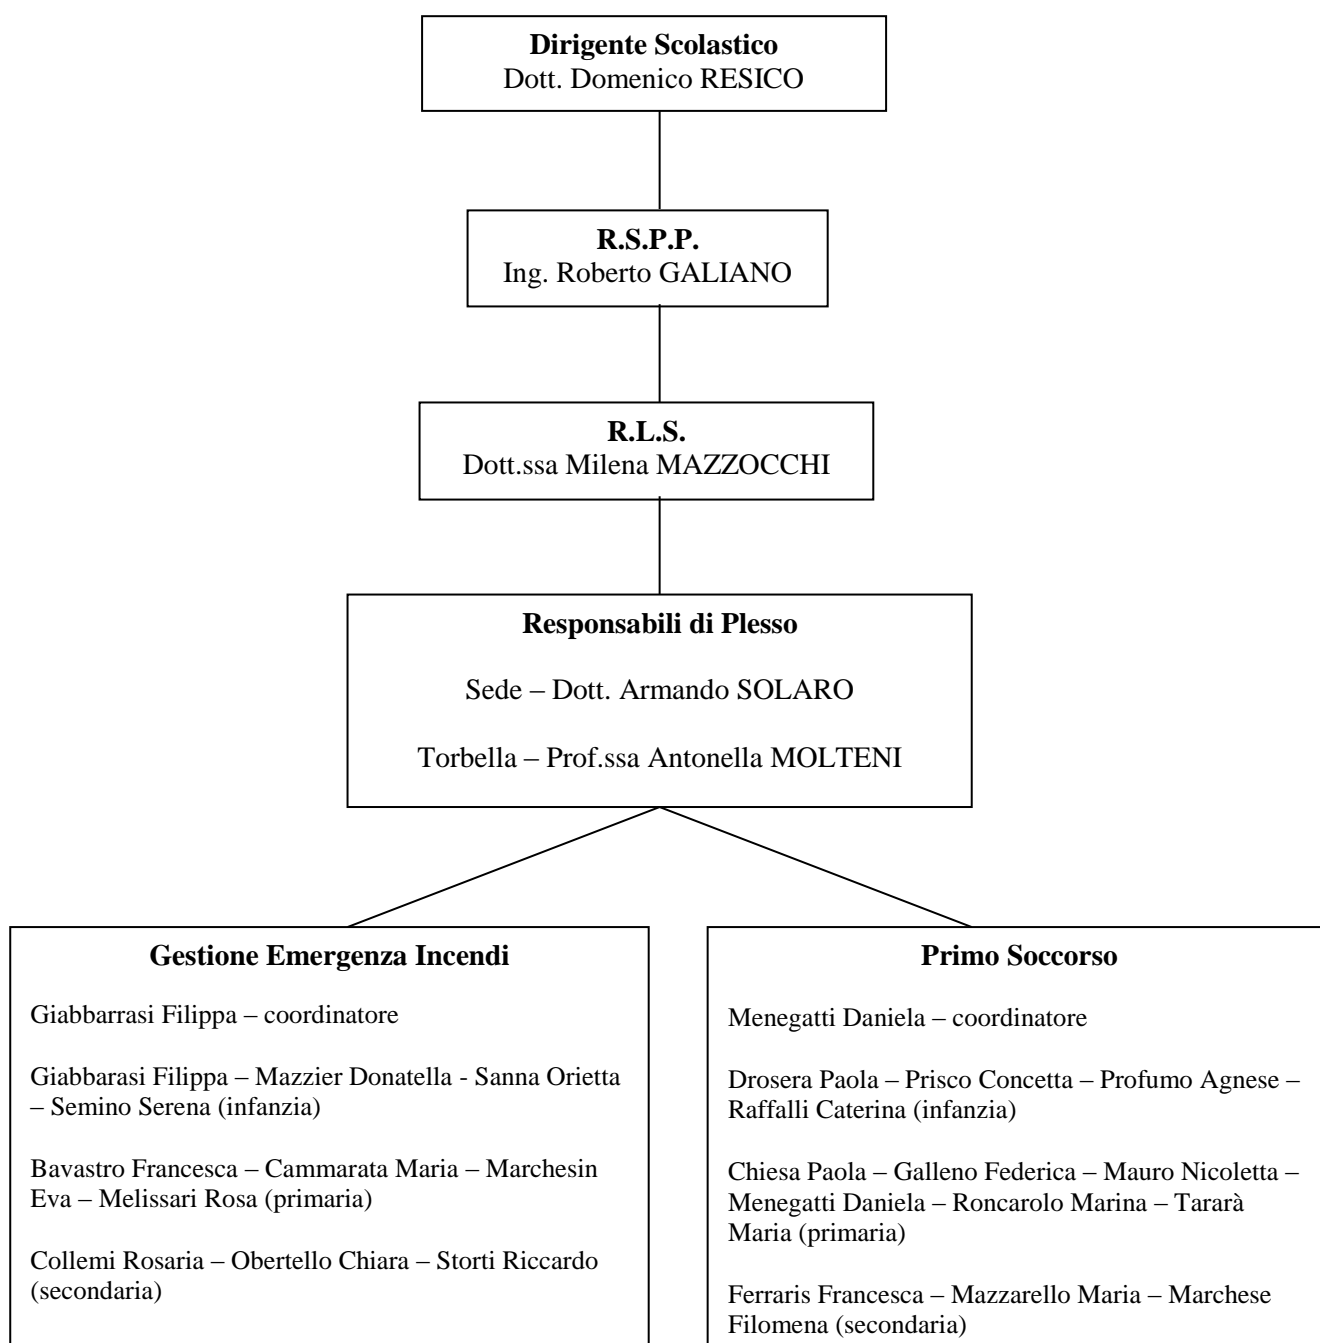 Dirigente Scolastico
Dott. Domenico RESICO
R.S.P.P.
Ing. Roberto GALIANO
R.L.S.
Dott.ssa Milena MAZZOCCHI
Responsabili di Plesso
Sede – Dott. Armando SOLARO
Torbella – Prof.ssa Antonella MOLTENI
Gestione Emergenza Incendi
Giabbarrasi Filippa – coordinatore
Giabbarasi Filippa – Mazzier Donatella - Sanna Orietta
– Semino Serena (infanzia)
Bavastro Francesca – Cammarata Maria – Marchesin
Eva – Melissari Rosa (primaria)
Collemi Rosaria – Obertello Chiara – Storti Riccardo
(secondaria)
Primo Soccorso
Menegatti Daniela – coordinatore
Drosera Paola – Prisco Concetta – Profumo Agnese –
Raffalli Caterina (infanzia)
Chiesa Paola – Galleno Federica – Mauro Nicoletta –
Menegatti Daniela – Roncarolo Marina – Tararà
Maria (primaria)
Ferraris Francesca – Mazzarello Maria – Marchese
Filomena (secondaria)